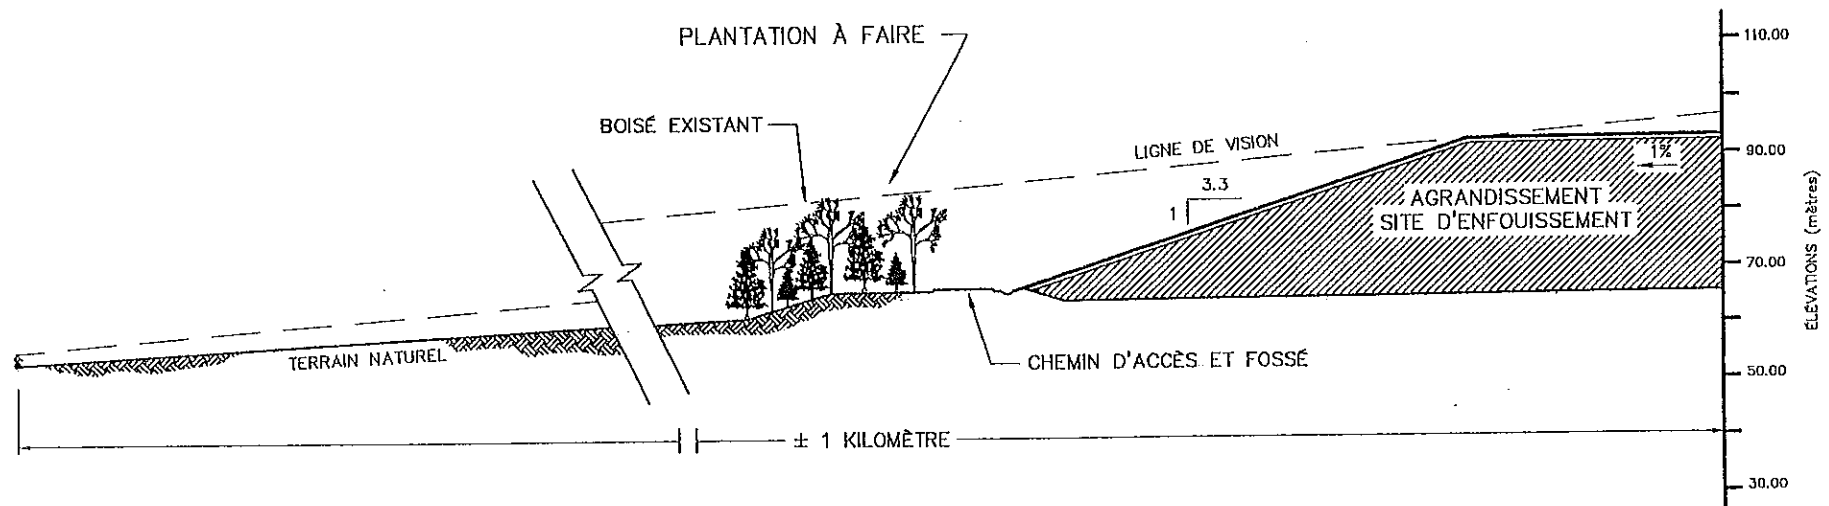 PLANTATION À FAIRE
BOISÉ EXISTANT
LIGNE DE VISION
110.00
90.00
1%
3.3
1
AGRANDISSEMENT
SITE D'ENFOUISSEMENT
70.00
ÉLÉVATIONS (mètres)
TERRAIN NATUREL
CHEMIN D'ACCÈS ET FOSSÉ
50.00
± 1 KILOMÈTRE
30.00